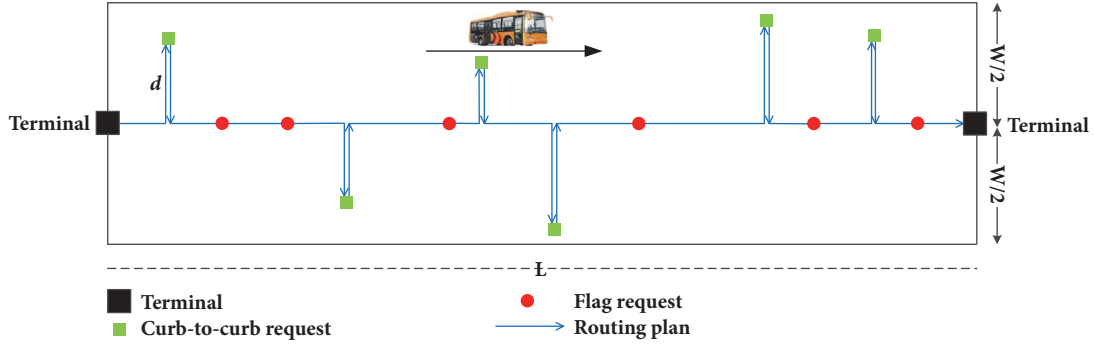 d
Terminal
Terminal
W/2
W/2
L
Terminal
Flag request
Curb-to-curb request
Routing plan